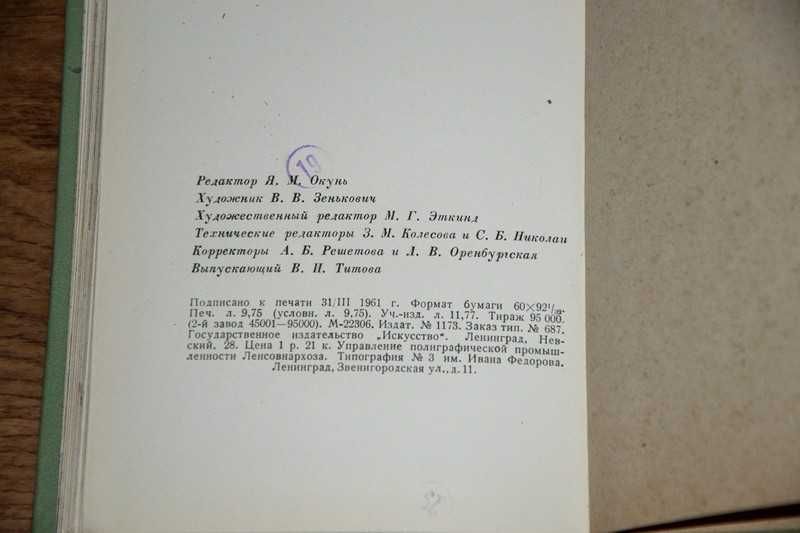 19
Редактор Я. М. Окунь
Художник В. В. Зенькович
Художественный редактор М. Г. Эткинд
Технические редакторы З. М. Колесова и С. Б. Николаи
Корректоры А. Б. Решетова и Л. В. Оренбургская
Выпускающий В. И. Титова
Подписано к печати 31/III 1961 г. Формат бумаги 60×92¹/₁₆.
Печ. л. 9,75 (условн. л. 9,75). Уч.-изд. л. 11,77. Тираж 95 000.
(2-й завод 45001—95000). М-22306. Издат. № 1173. Заказ тип. № 687.
Государственное издательство „Искусство“. Ленинград, Нев-
ский, 28. Цена 1 р. 21 к. Управление полиграфической промыш-
ленности Ленсовнархоза. Типография № 3 им. Ивана Федорова.
Ленинград, Звенигородская ул., д. 11.